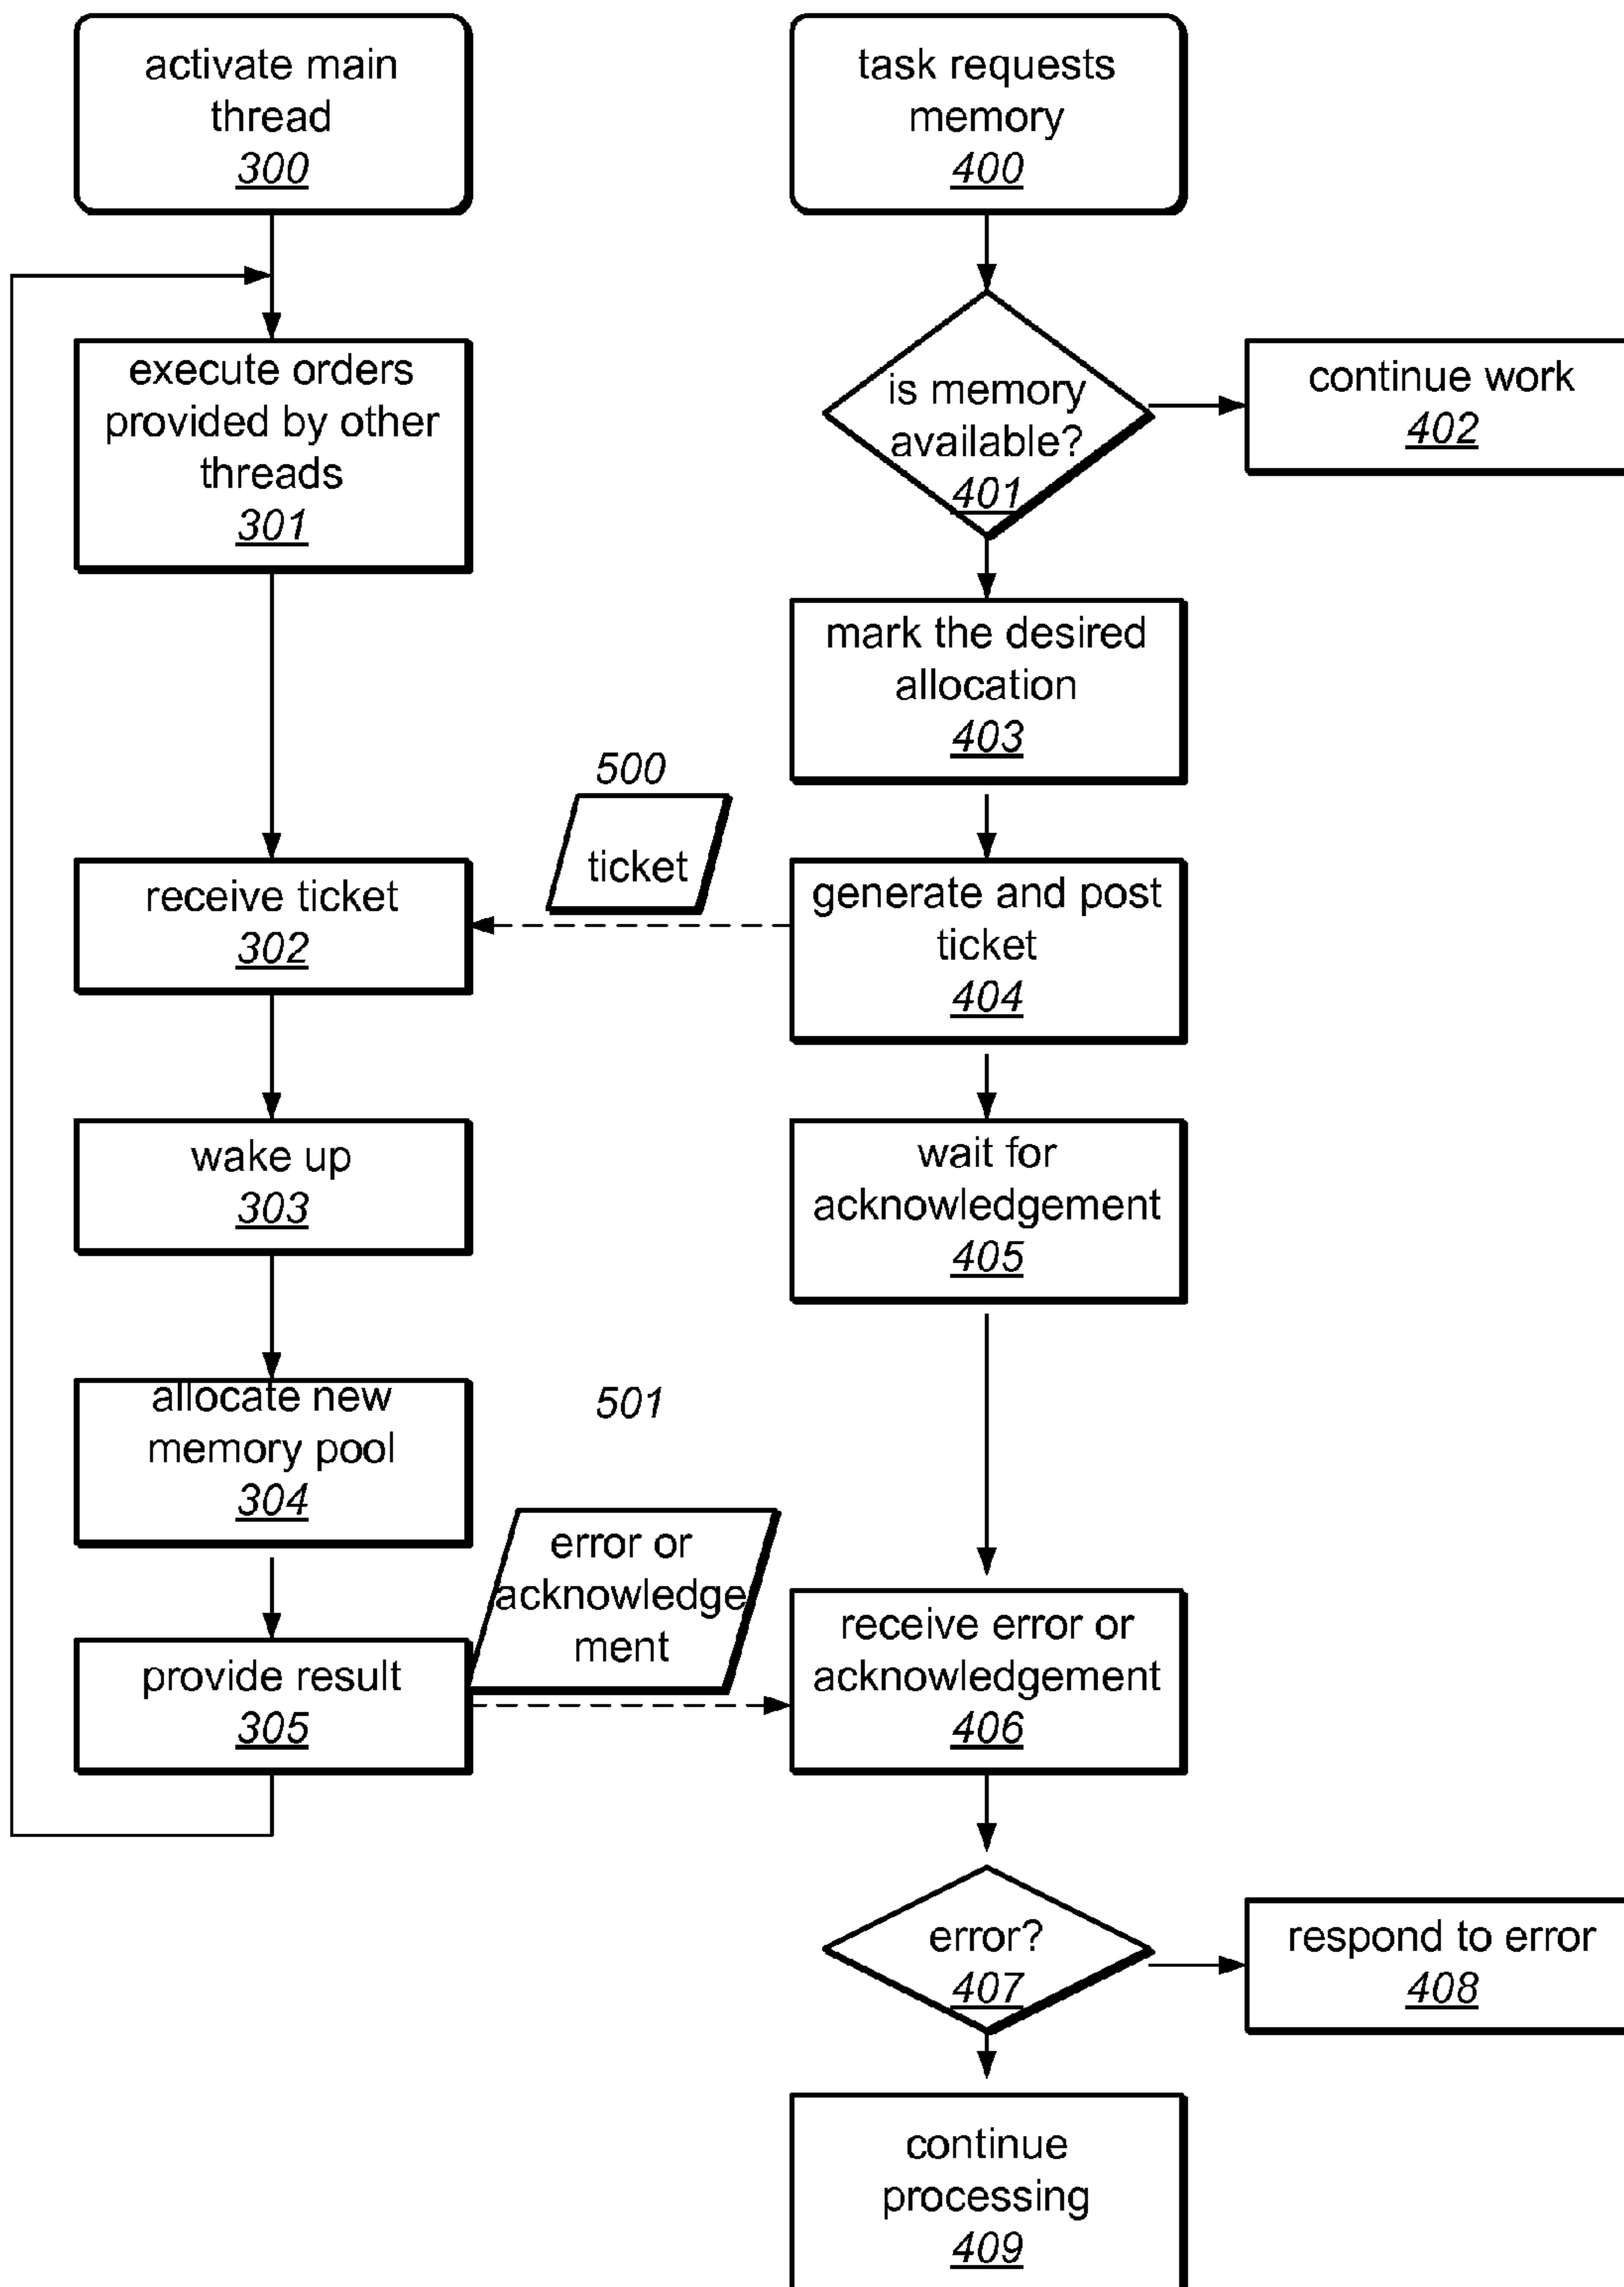 activate main
thread
300
execute orders
provided by other
threads
301
receive ticket
302
wake up
303
allocate new
memory pool
304
provide result
305
500
ticket
501
error or
acknowledge
ment
task requests
memory
400
is memory
available?
401
continue work
402
mark the desired
allocation
403
generate and post
ticket
404
wait for
acknowledgement
405
receive error or
acknowledgement
406
error?
407
respond to error
408
continue
processing
409